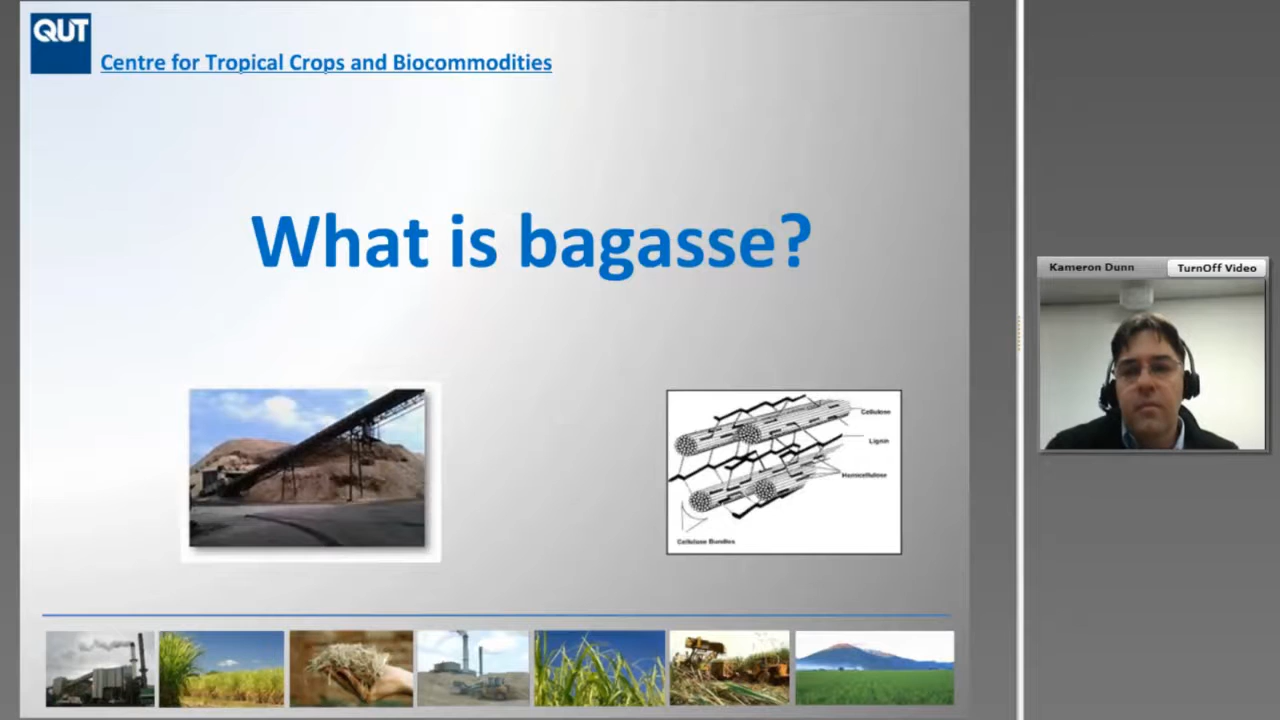 QUT
Centre for Tropical Crops and Biocommodities
What is bagasse?
Cellulose
Lignin
Hemicellulose
Cellulose Bundles
Kameron Dunn
TurnOff Video